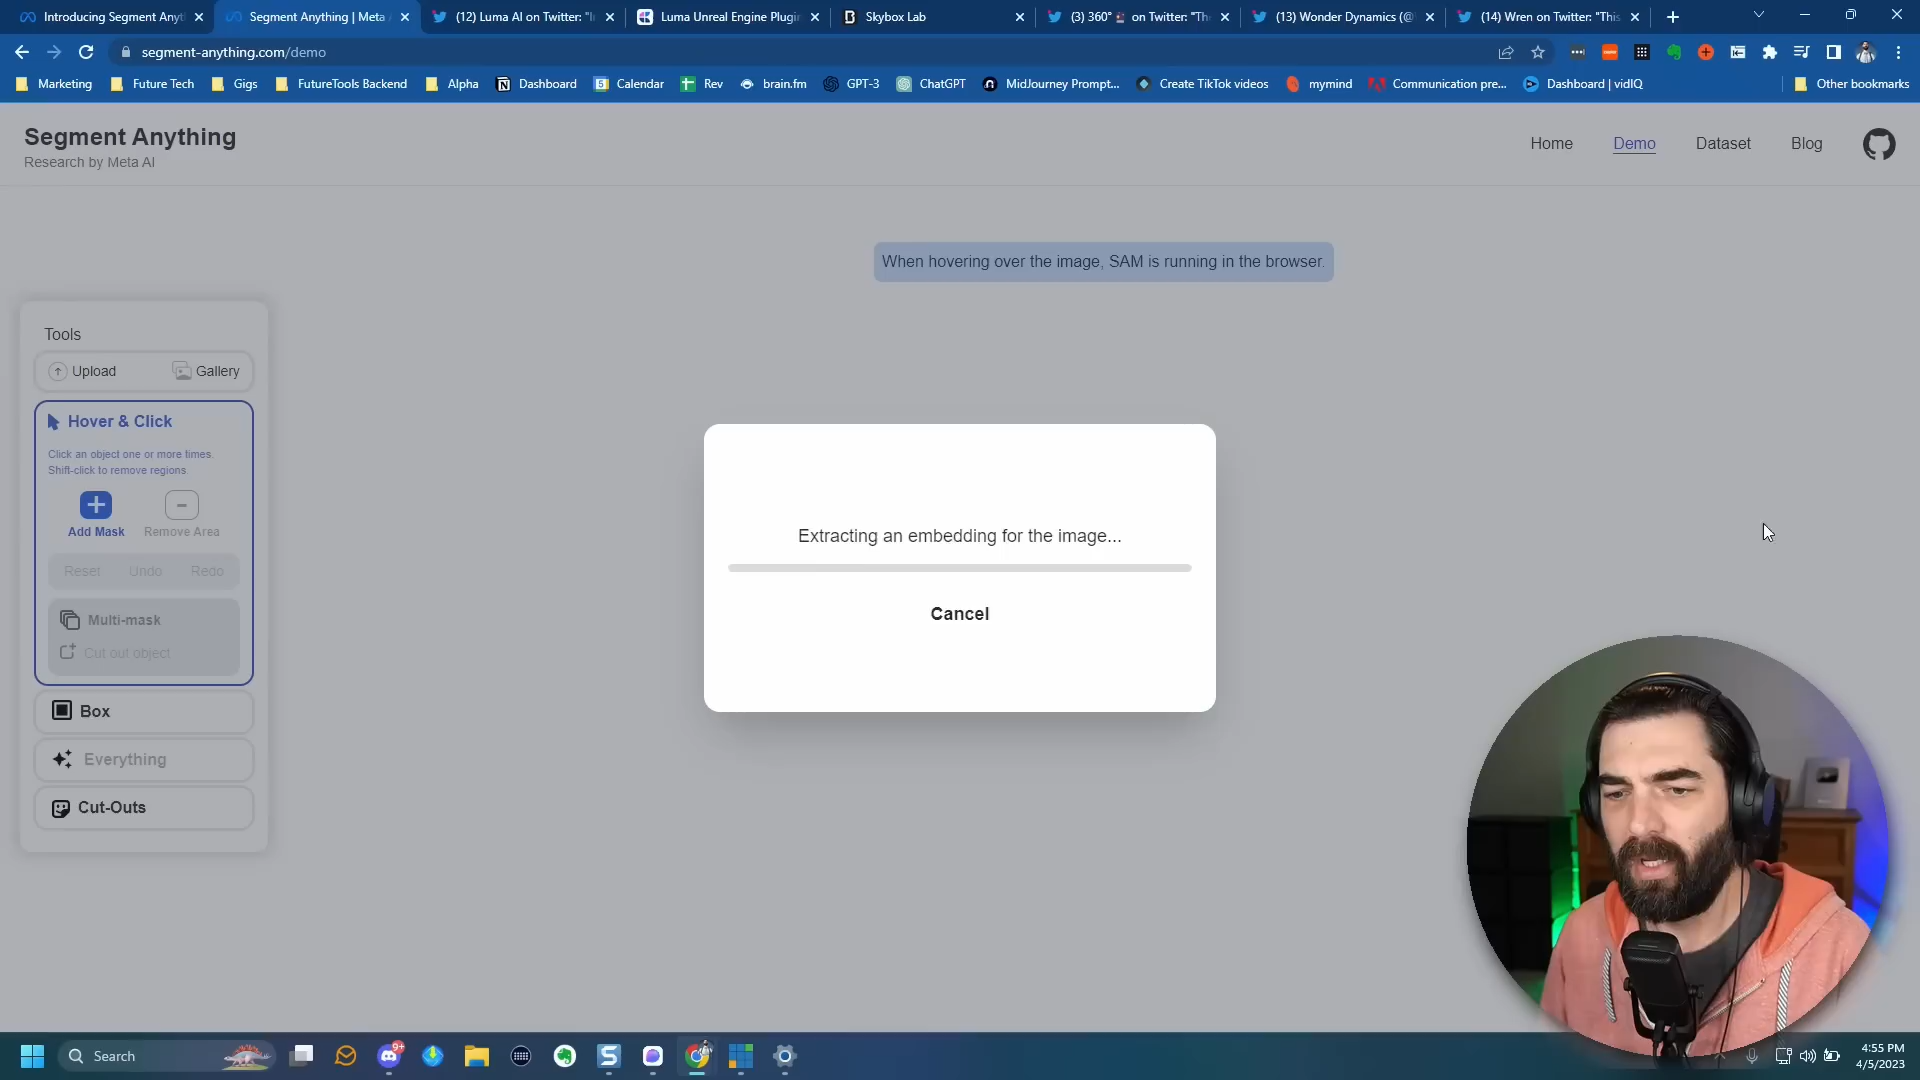 Introducing Segment Anyt
Segment Anything | Meta
(12) Luma AI on Twitter: "I
Luma Unreal Engine Plugin
Skybox Lab
(3) 360° on Twitter: "Th
(13) Wonder Dynamics (@
(14) Wren on Twitter: "This
segment-anything.com/demo
Marketing
Future Tech
Gigs
FutureTools Backend
Alpha
Dashboard
Calendar
Rev
brain.fm
GPT-3
ChatGPT
MidJourney Prompt...
Create TikTok videos
mymind
Communication pre...
Dashboard | vidIQ
Other bookmarks
Segment Anything
Research by Meta AI
Home
Demo
Dataset
Blog
When hovering over the image, SAM is running in the browser.
Tools
Upload
Gallery
Hover & Click
Click an object one or more times.
Shift-click to remove regions.
Add Mask
Remove Area
Reset
Undo
Redo
Multi-mask
Cut out object
Box
Everything
Cut-Outs
Extracting an embedding for the image...
Cancel
Search
9+
4:55 PM
4/5/2023